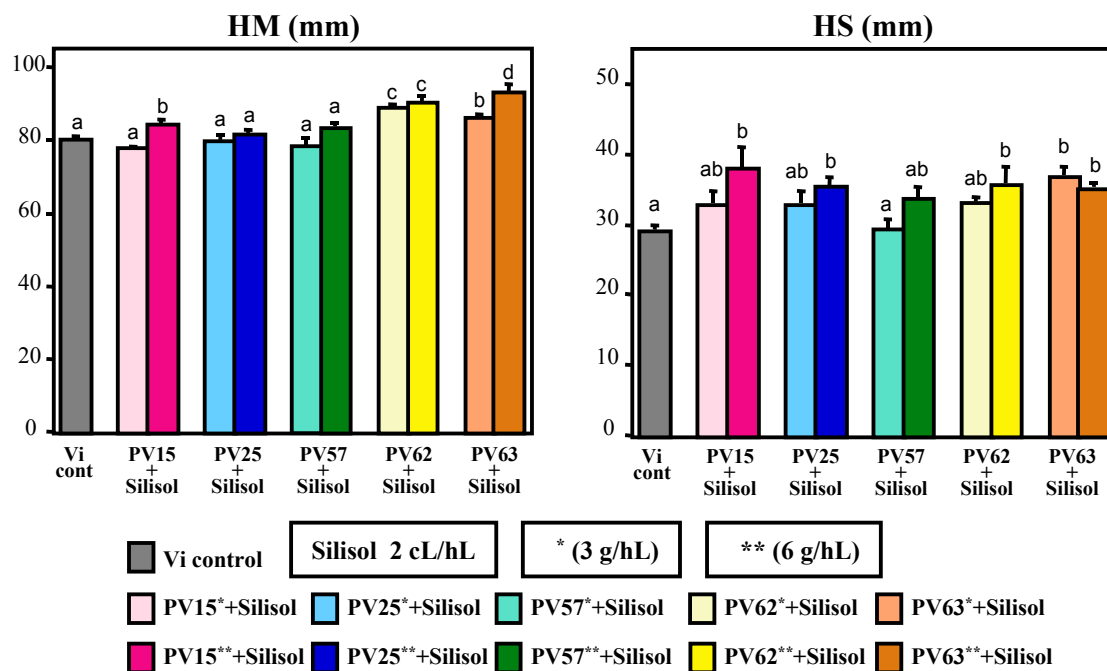 HM (mm)
100
80
60
40
20
0
a
a
b
a
a
a
a
c
c
b
d
Vi
cont
PV15
+
Silisol
PV25
+
Silisol
PV57
+
Silisol
PV62
+
Silisol
PV63
+
Silisol
HS (mm)
50
40
30
20
10
0
a
ab
b
ab
b
a
ab
ab
b
b
b
Vi
cont
PV15
+
Silisol
PV25
+
Silisol
PV57
+
Silisol
PV62
+
Silisol
PV63
+
Silisol
Vi control
Silisol 2 cL/hL
* (3 g/hL)
** (6 g/hL)
PV15*+Silisol PV25*+Silisol PV57*+Silisol PV62*+Silisol PV63*+Silisol
PV15**+Silisol PV25**+Silisol PV57**+Silisol PV62**+Silisol PV63**+Silisol